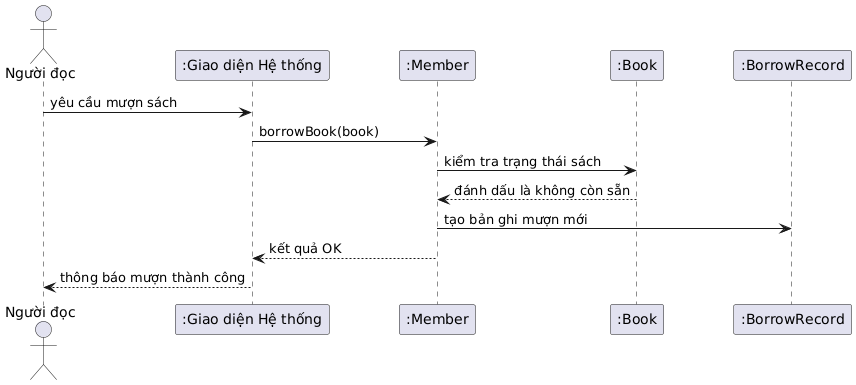 Người đọc
:Giao diện Hệ thống
:Member
:Book
:BorrowRecord
yêu cầu mượn sách
borrowBook(book)
kiểm tra trạng thái sách
đánh dấu là không còn sẵn
tạo bản ghi mượn mới
kết quả OK
thông báo mượn thành công
Người đọc
:Giao diện Hệ thống
:Member
:Book
:BorrowRecord